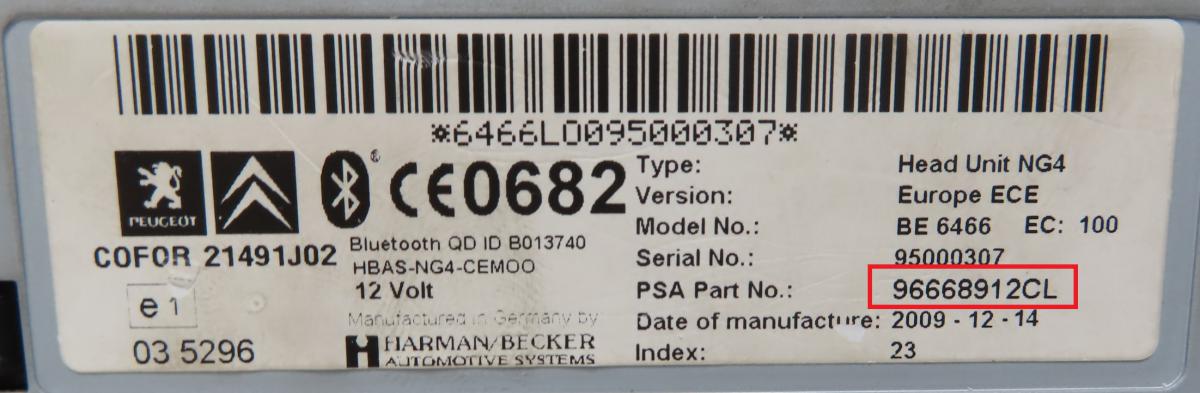 *6466L0095000307*
PEUGEOT
® CE0682
COFOR 21491J02
Bluetooth QD ID B013740
HBAS-NG4-CEMOO
12 Volt
e 1
03 5296
Manufactured in Germany by
HARMAN/BECKER
AUTOMOTIVE SYSTEMS
Type: Head Unit NG4
Version: Europe ECE
Model No.: BE 6466 EC: 100
Serial No.: 95000307
PSA Part No.: 96668912CL
Date of manufacture: 2009 - 12 - 14
Index: 23